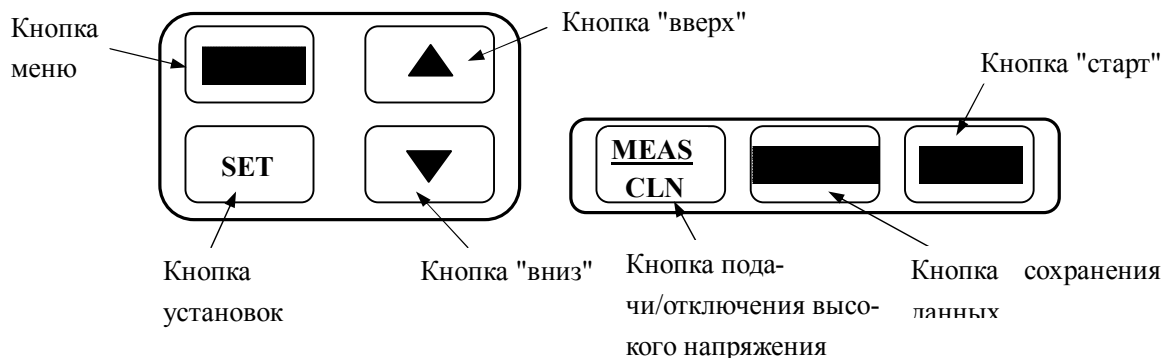 Кнопка
меню
Кнопка "вверх"
Кнопка "старт"
SET
MEAS
CLN
Кнопка
установок
Кнопка "вниз"
Кнопка пода-
чи/отключения высо-
кого напряжения
Кнопка сохранения
данных